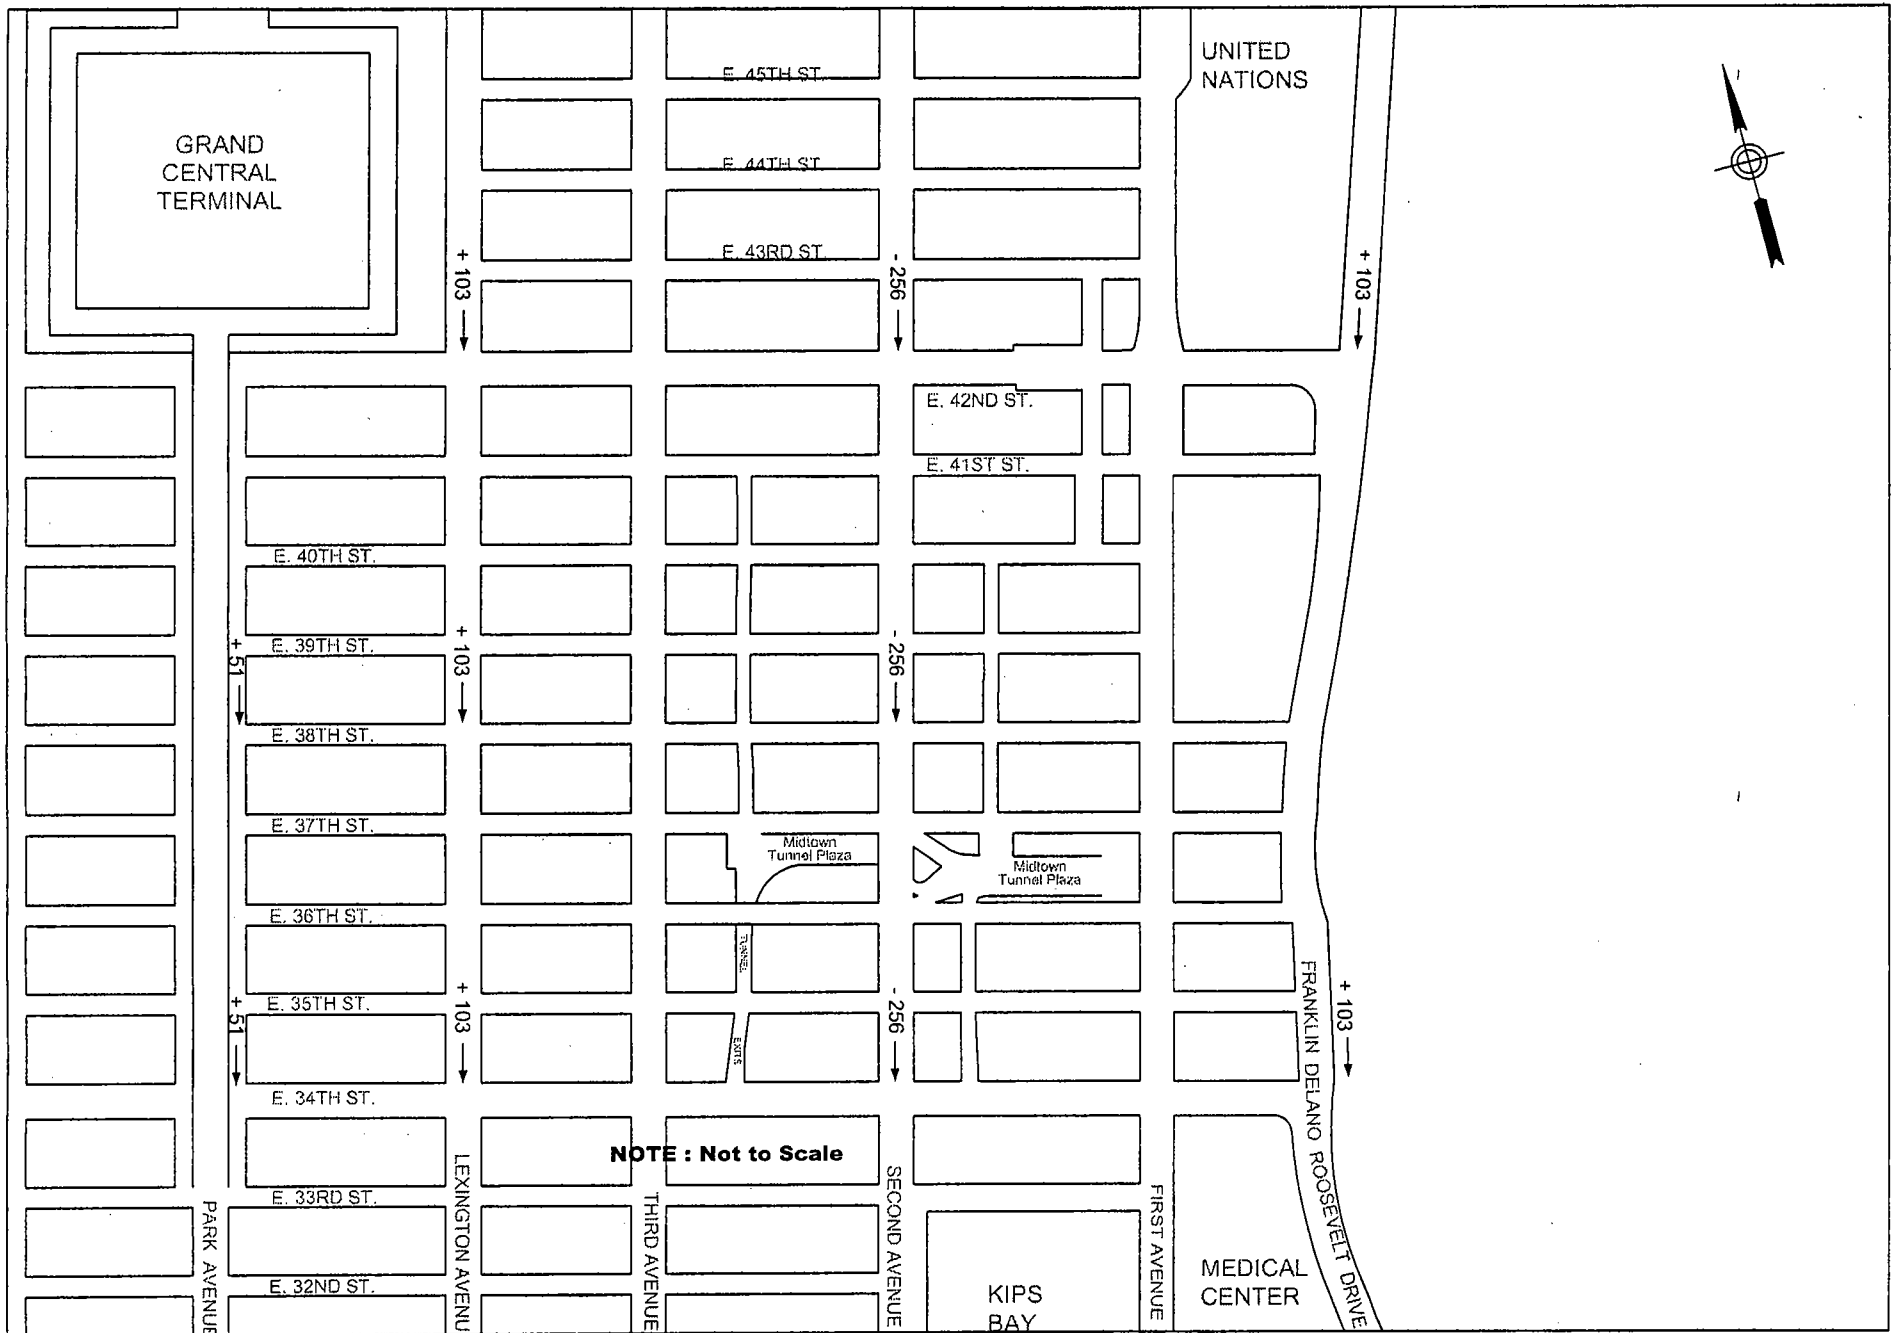 UNITED
NATIONS
E. 45TH ST.
GRAND
CENTRAL
TERMINAL
E. 44TH ST.
E. 43RD ST.
+ 103
- 256
+ 103
E. 42ND ST.
E. 41ST ST.
E. 40TH ST.
E. 39TH ST.
+ 51
+ 103
- 256
E. 38TH ST.
E. 37TH ST.
Midtown
Tunnel Plaza
Midtown
Tunnel Plaza
E. 36TH ST.
TUNNEL
E. 35TH ST.
+ 51
+ 103
- 256
+ 103
EXITS
E. 34TH ST.
NOTE : Not to Scale
E. 33RD ST.
PARK AVENUE
LEXINGTON AVENU
THIRD AVENUE
SECOND AVENUE
FIRST AVENUE
FRANKLIN DELANO ROOSEVELT DRIVE
E. 32ND ST.
KIPS
BAY
MEDICAL
CENTER